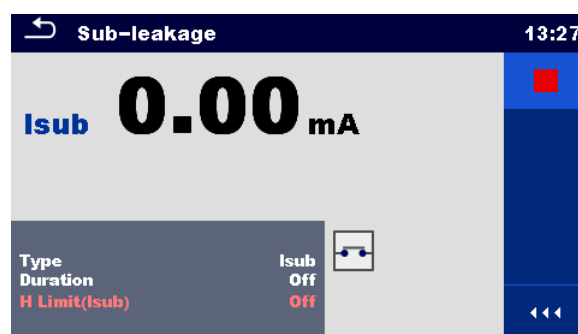 Sub-leakage 13:27
Isub 0.00 mA
Type Isub
Duration Off
H Limit(Isub) Off